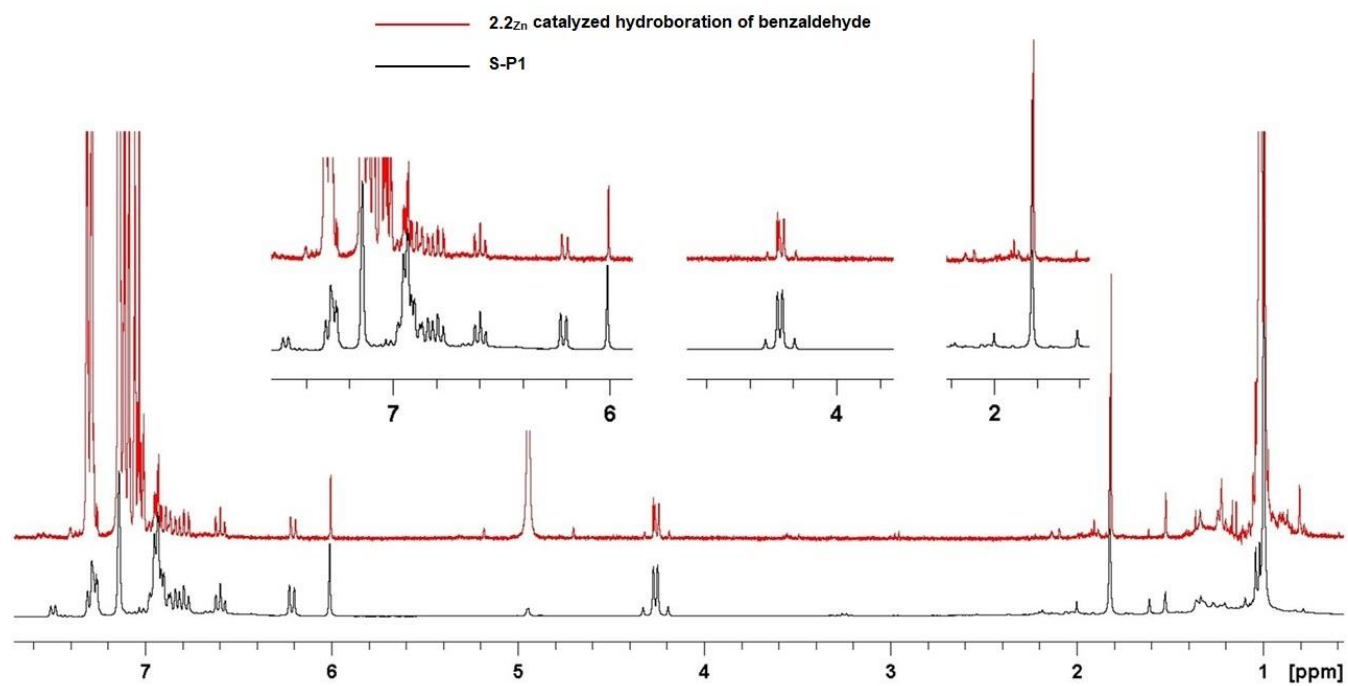 2.2Zn catalyzed hydroboration of benzaldehyde
S-P1
7 6 4 2
7 6 5 4 3 2 1 [ppm]